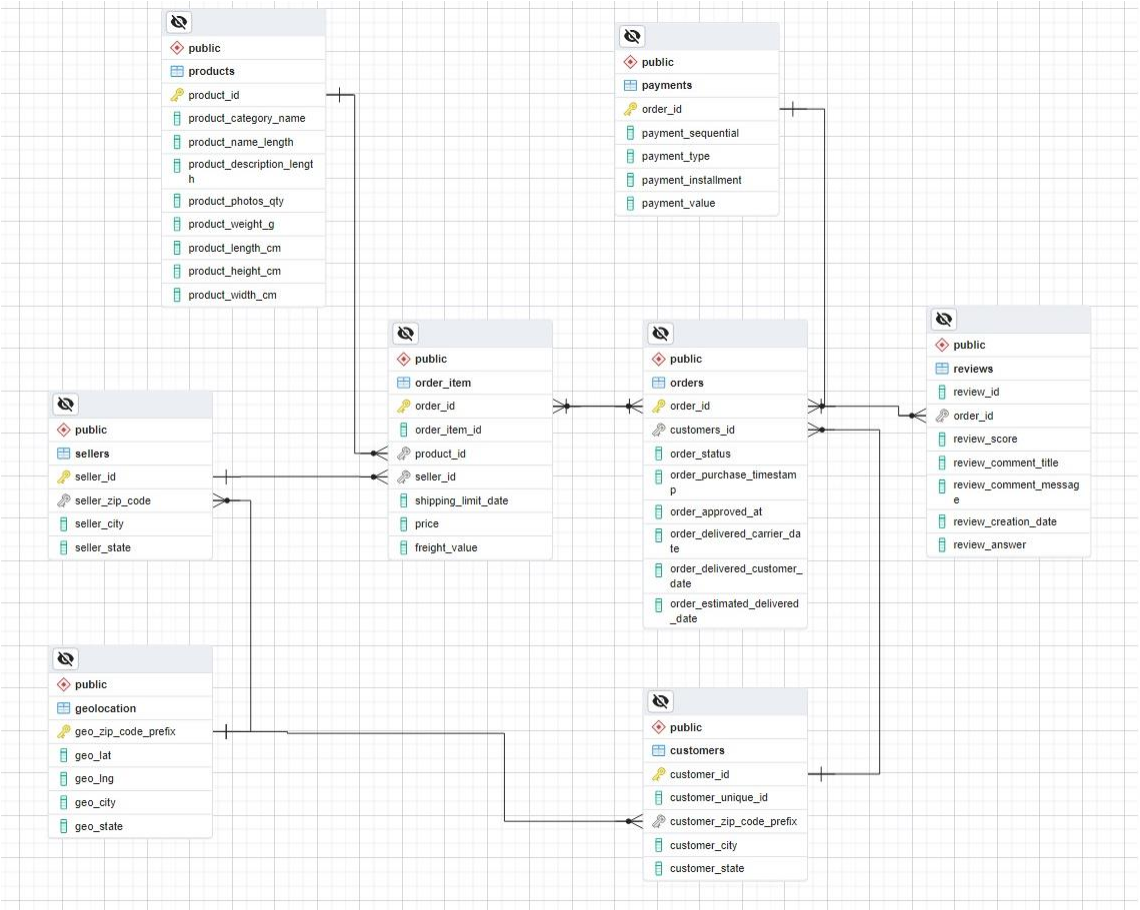 public
products
product_id
product_category_name
product_name_length
product_description_lengt
h
product_photos_qty
product_weight_g
product_length_cm
product_height_cm
product_width_cm
public
payments
order_id
payment_sequential
payment_type
payment_installment
payment_value
public
order_item
order_id
order_item_id
product_id
seller_id
shipping_limit_date
price
freight_value
public
orders
order_id
customers_id
order_status
order_purchase_timestam
p
order_approved_at
order_delivered_carrier_da
te
order_delivered_customer_
date
order_estimated_delivered
_date
public
reviews
review_id
order_id
review_score
review_comment_title
review_comment_messag
e
review_creation_date
review_answer
public
sellers
seller_id
seller_zip_code
seller_city
seller_state
public
geolocation
geo_zip_code_prefix
geo_lat
geo_lng
geo_city
geo_state
public
customers
customer_id
customer_unique_id
customer_zip_code_prefix
customer_city
customer_state